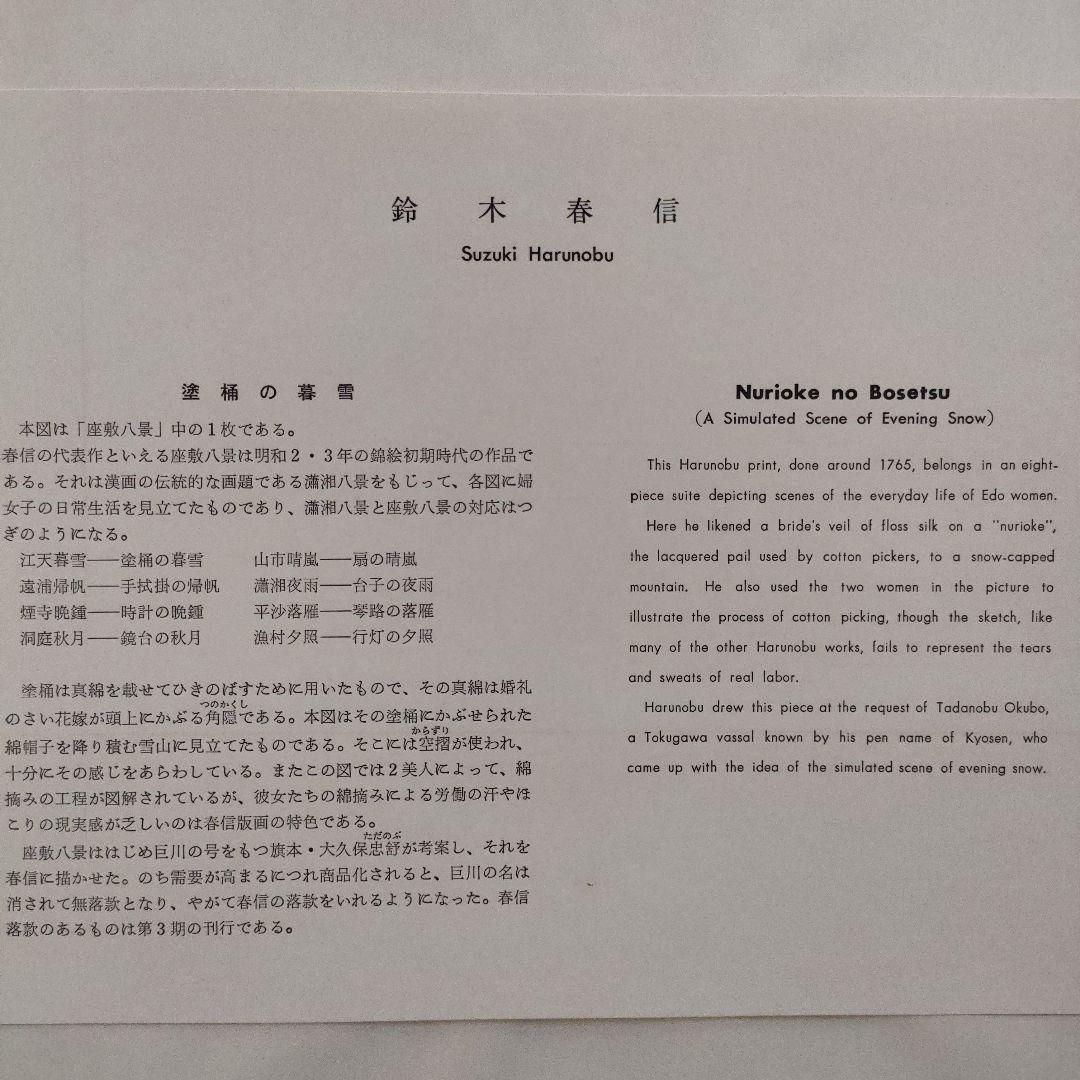 鈴木春信
Suzuki Harunobu
塗桶の暮雪
本図は「座敷八景」中の1枚である。
春信の代表作といえる座敷八景は明和2・3年の錦絵初期時代の作品で
ある。それは漢画の伝統的な画題である瀟湘八景をもじって、各図に婦
女子の日常生活を見立てたものであり、瀟湘八景と座敷八景の対応はつ
ぎのようになる。
江天暮雪──塗桶の暮雪　山市晴嵐──扇の晴嵐
遠浦帰帆──手拭掛の帰帆　瀟湘夜雨──台子の夜雨
煙寺晩鍾──時計の晩鍾　平沙落雁──琴路の落雁
洞庭秋月──鏡台の秋月　漁村夕照──行灯の夕照
塗桶は真綿を載せてひきのばすために用いたもので、その真綿は婚礼
つのかくし
のさい花嫁が頭上にかぶる角隠である。本図はその塗桶にかぶせられた
からずり
綿帽子を降り積む雪山に見立てたものである。そこには空摺が使われ、
十分にその感じをあらわしている。またこの図では2美人によって、綿
摘みの工程が図解されているが、彼女たちの綿摘みによる労働の汗やほ
こりの現実感が乏しいのは春信版画の特色である。
ただのぶ
座敷八景ははじめ巨川の号をもつ旗本・大久保忠舒が考案し、それを
春信に描かせた。のち需要が高まるにつれ商品化されると、巨川の名は
消されて無落款となり、やがて春信の落款をいれるようになった。春信
落款のあるものは第3期の刊行である。
Nurioke no Bosetsu
(A Simulated Scene of Evening Snow)
This Harunobu print, done around 1765, belongs in an eight-
piece suite depicting scenes of the everyday life of Edo women.
Here he likened a bride's veil of floss silk on a "nurioke",
the lacquered pail used by cotton pickers, to a snow-capped
mountain. He also used the two women in the picture to
illustrate the process of cotton picking, though the sketch, like
many of the other Harunobu works, fails to represent the tears
and sweats of real labor.
Harunobu drew this piece at the request of Tadanobu Okubo,
a Tokugawa vassal known by his pen name of Kyosen, who
came up with the idea of the simulated scene of evening snow.